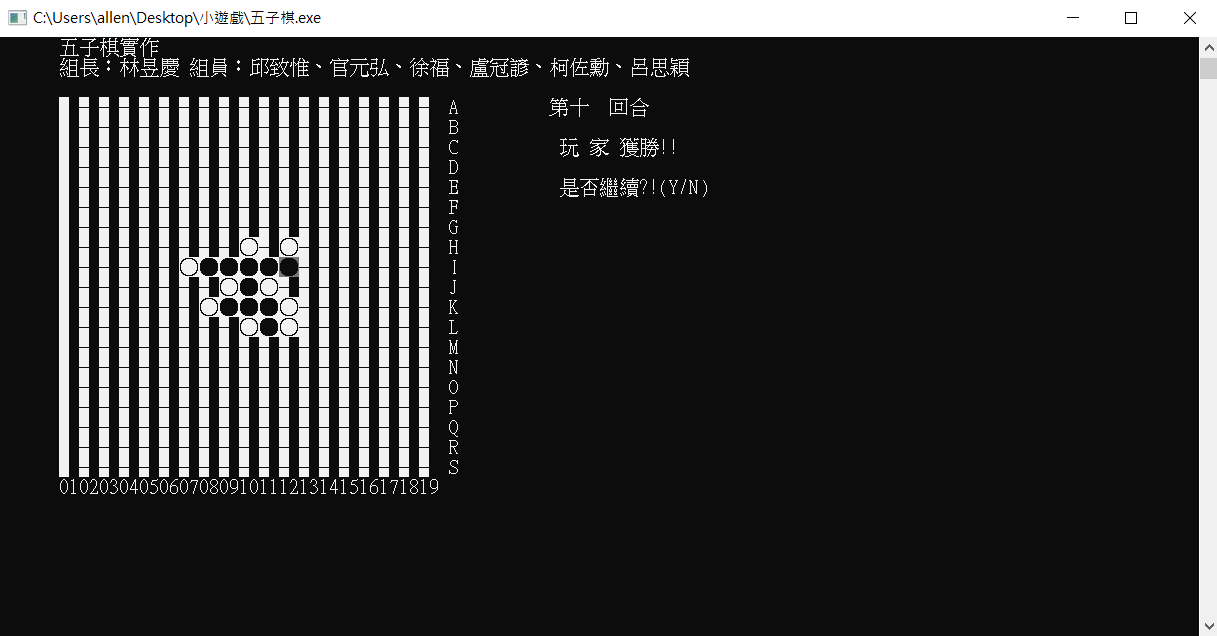 C:\Users\allen\Desktop\小遊戲\五子棋.exe
五子棋實作
組長：林昱慶 組員：邱致惟、官元弘、徐福、盧冠諺、柯佐勳、呂思穎
A
第十 回合
B
C
玩 家 獲勝!!
D
E
是否繼續?!(Y/N)
F
G
H
I
J
K
L
M
N
O
P
Q
R
S
01020304050607080910111213141516171819